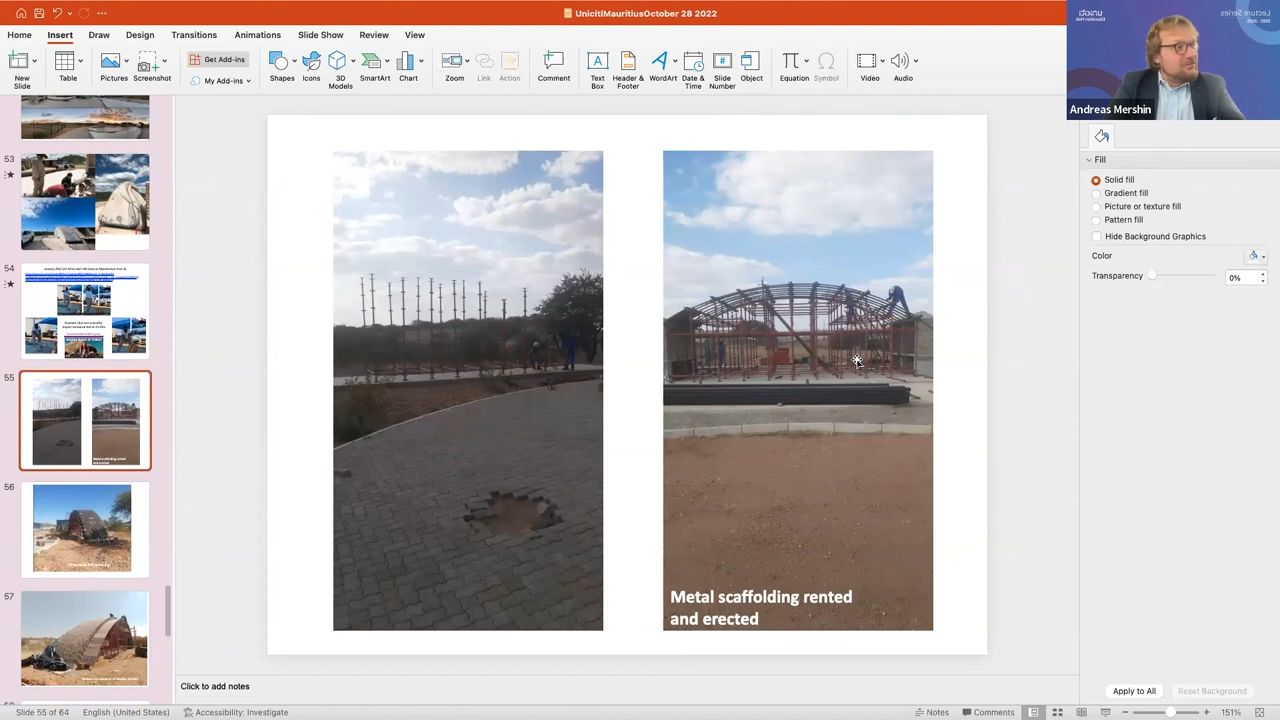 UnicitiMauritiusOctober 28 2022
Home
Insert
Draw
Design
Transitions
Animations
Slide Show
Review
View
New Slide
Table
Pictures
Screenshot
Get Add-ins
My Add-ins
Shapes
Icons
3D Models
SmartArt
Chart
Zoom
Link
Action
Comment
Text Box
Header & Footer
WordArt
Date & Time
Slide Number
Object
Equation
Symbol
Video
Audio
Andreas Mershin
53
54
55
56
57
Metal scaffolding rented
and erected
Fill
Solid fill
Gradient fill
Picture or texture fill
Pattern fill
Hide Background Graphics
Color
Transparency
0%
Apply to All
Reset Background
Click to add notes
Slide 55 of 64
English (United States)
Accessibility: Investigate
Notes
Comments
151%